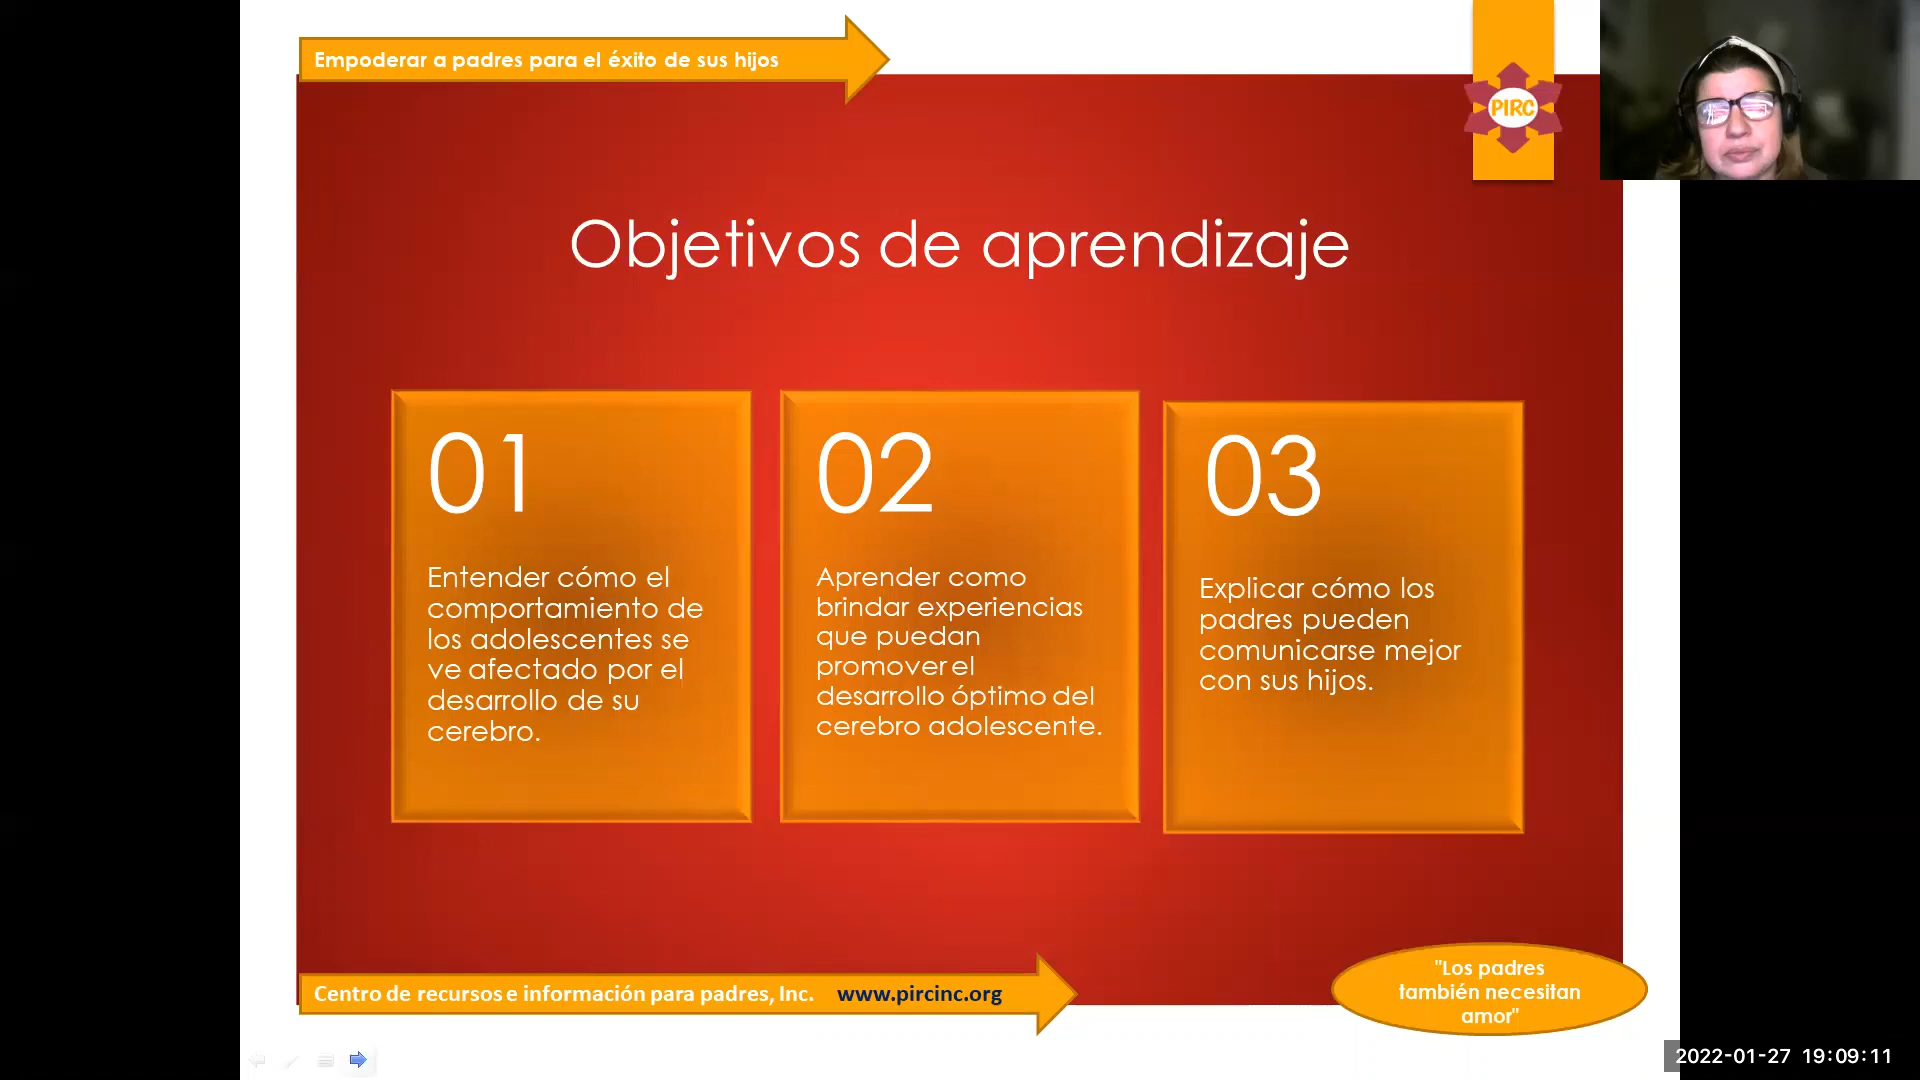 Empoderar a padres para el éxito de sus hijos
PIRC
Objetivos de aprendizaje
01
Entender cómo el
comportamiento de
los adolescentes se
ve afectado por el
desarrollo de su
cerebro.
02
Aprender como
brindar experiencias
que puedan
promover el
desarrollo óptimo del
cerebro adolescente.
03
Explicar cómo los
padres pueden
comunicarse mejor
con sus hijos.
Centro de recursos e información para padres, Inc. www.pircinc.org
"Los padres
también necesitan
amor"
2022-01-27 19:09:11